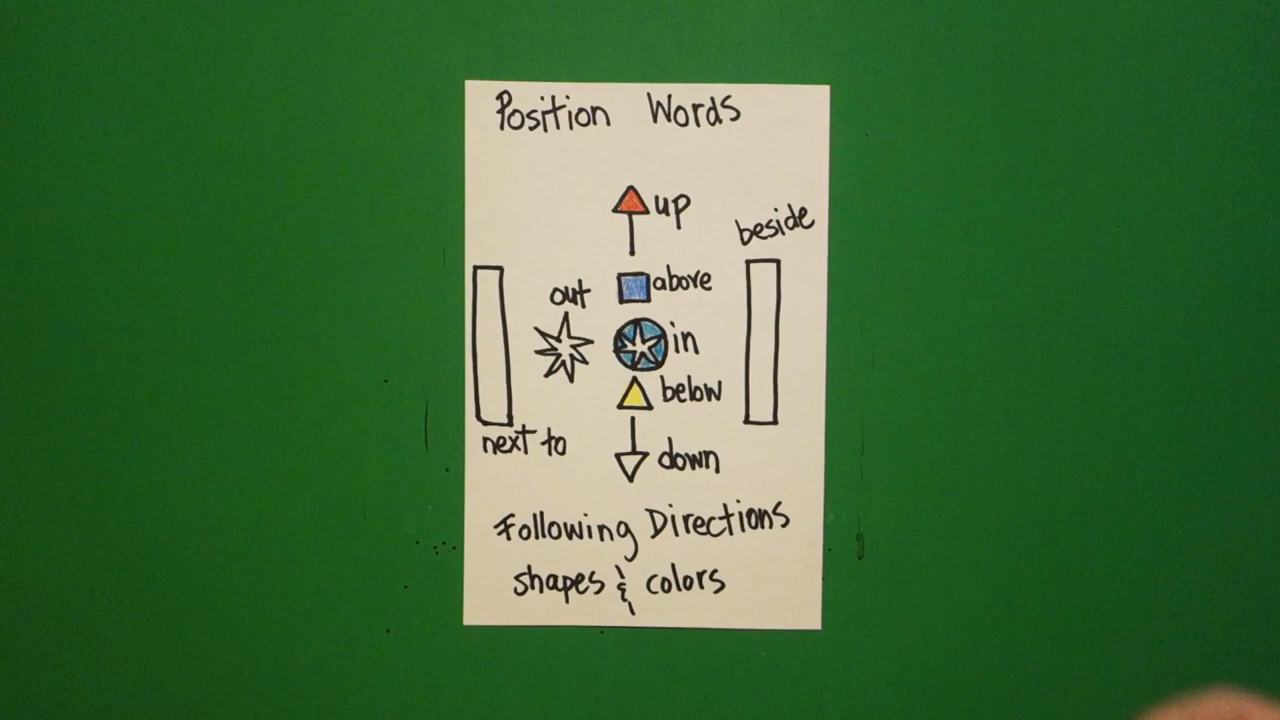 Position Words
up
beside
above
out
in
below
next to
down
Following Directions
shapes & colors